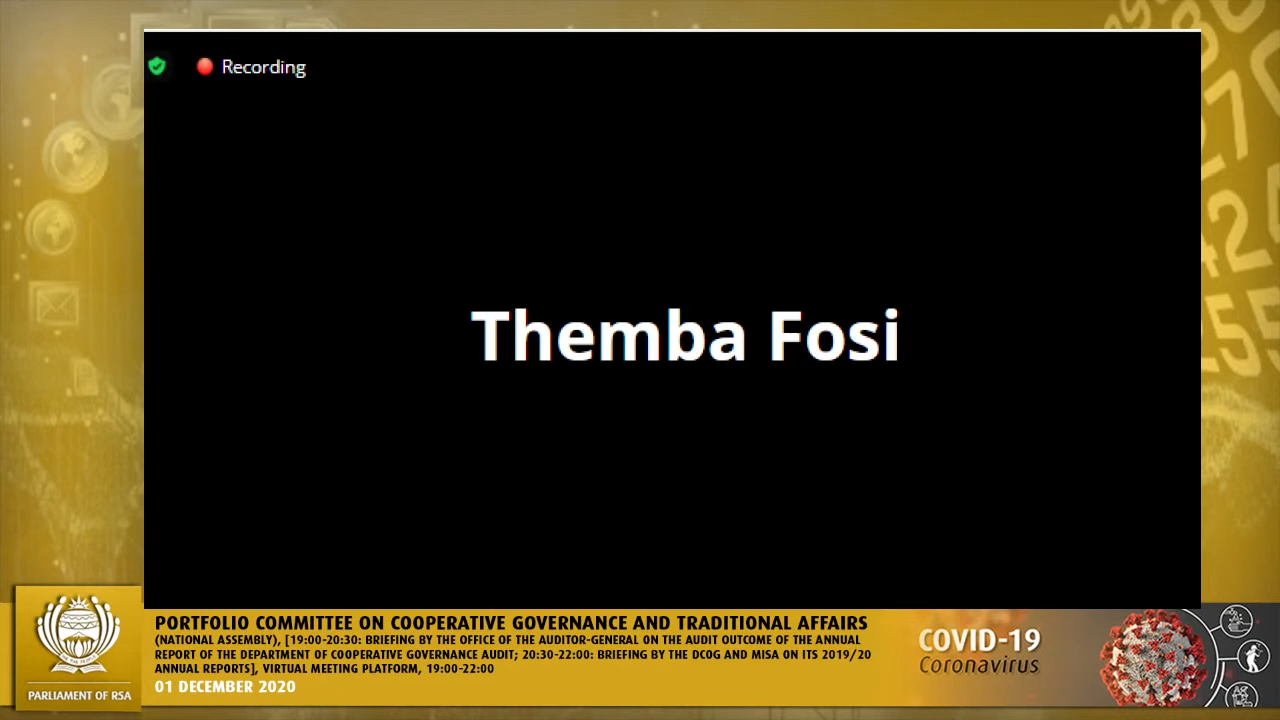 Recording
Themba Fosi
PORTFOLIO COMMITTEE ON COOPERATIVE GOVERNANCE AND TRADITIONAL AFFAIRS
(NATIONAL ASSEMBLY), [19:00-20:30: BRIEFING BY THE OFFICE OF THE AUDITOR-GENERAL ON THE AUDIT OUTCOME OF THE ANNUAL
REPORT OF THE DEPARTMENT OF COOPERATIVE GOVERNANCE AUDIT; 20:30-22:00: BRIEFING BY THE DCOG AND MISA ON ITS 2019/20
ANNUAL REPORTS], VIRTUAL MEETING PLATFORM, 19:00-22:00
01 DECEMBER 2020
PARLIAMENT OF RSA
COVID-19
Coronavirus